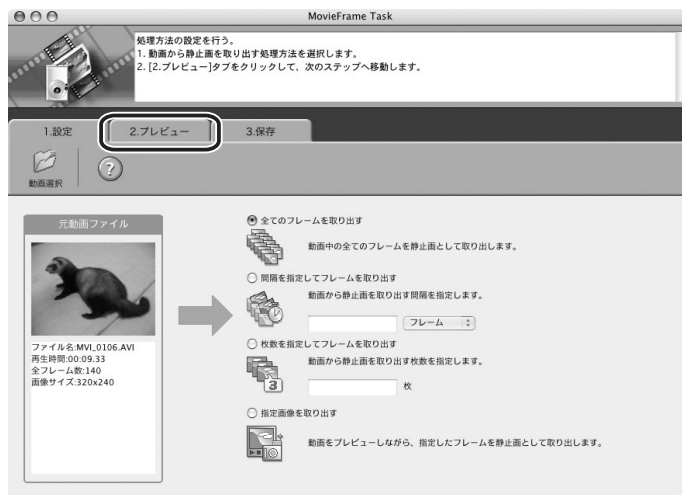 MovieFrame Task
処理方法の設定を行う。
1. 動画から静止画を取り出す処理方法を選択します。
2. [2.プレビュー]タブをクリックして、次のステップへ移動します。
1.設定
2.プレビュー
3.保存
動画選択
?
元動画ファイル
ファイル名:MVI_0106.AVI
再生時間:00:09.33
全フレーム数:140
画像サイズ:320x240
全てのフレームを取り出す
動画中の全てのフレームを静止画として取り出します。
間隔を指定してフレームを取り出す
動画から静止画を取り出す間隔を指定します。
フレーム
枚数を指定してフレームを取り出す
動画から静止画を取り出す枚数を指定します。
3
枚
指定画像を取り出す
動画をプレビューしながら、指定したフレームを静止画として取り出します。